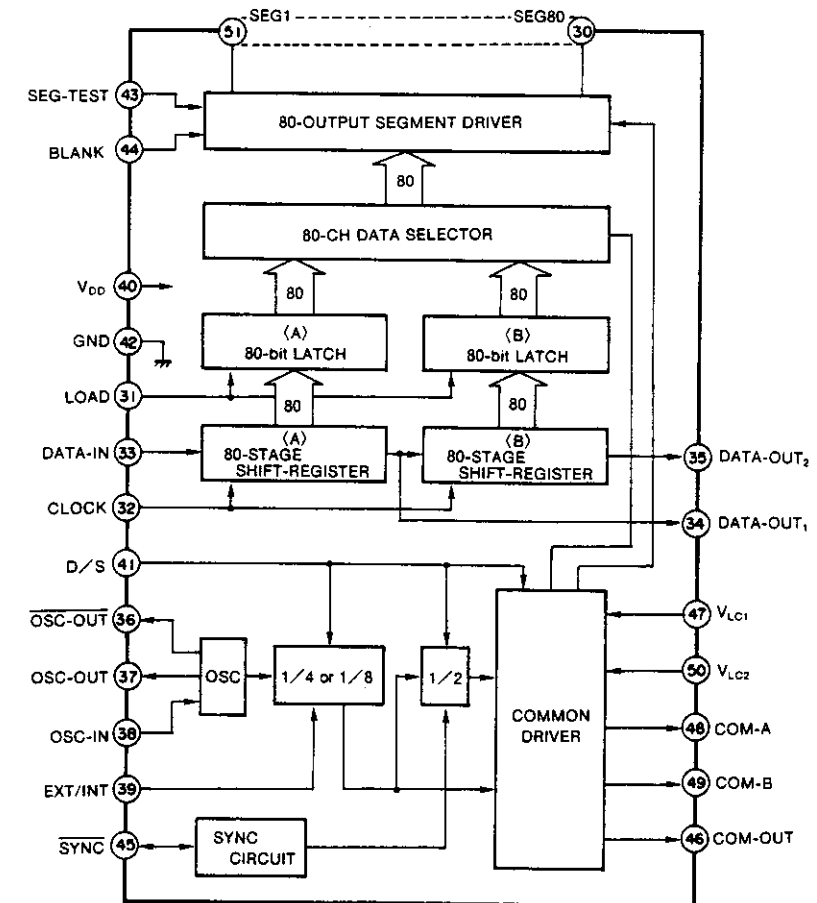 SEG1 SEG80
51 30
SEG-TEST 43
80-OUTPUT SEGMENT DRIVER
BLANK 44
80
80-CH DATA SELECTOR
VDD 40
80 80
GND 42
⟨A⟩
80-bit LATCH
⟨B⟩
80-bit LATCH
LOAD 31
80 80
DATA-IN 33
⟨A⟩
80-STAGE
SHIFT-REGISTER
⟨B⟩
80-STAGE
SHIFT-REGISTER
35 DATA-OUT2
CLOCK 32
34 DATA-OUT1
D/S 41
OSC-OUT 36
47 VLC1
OSC-OUT 37
OSC
1/4 or 1/8
1/2
50 VLC2
OSC-IN 38
COMMON
DRIVER
48 COM-A
EXT/INT 39
49 COM-B
SYNC 45
SYNC
CIRCUIT
46 COM-OUT